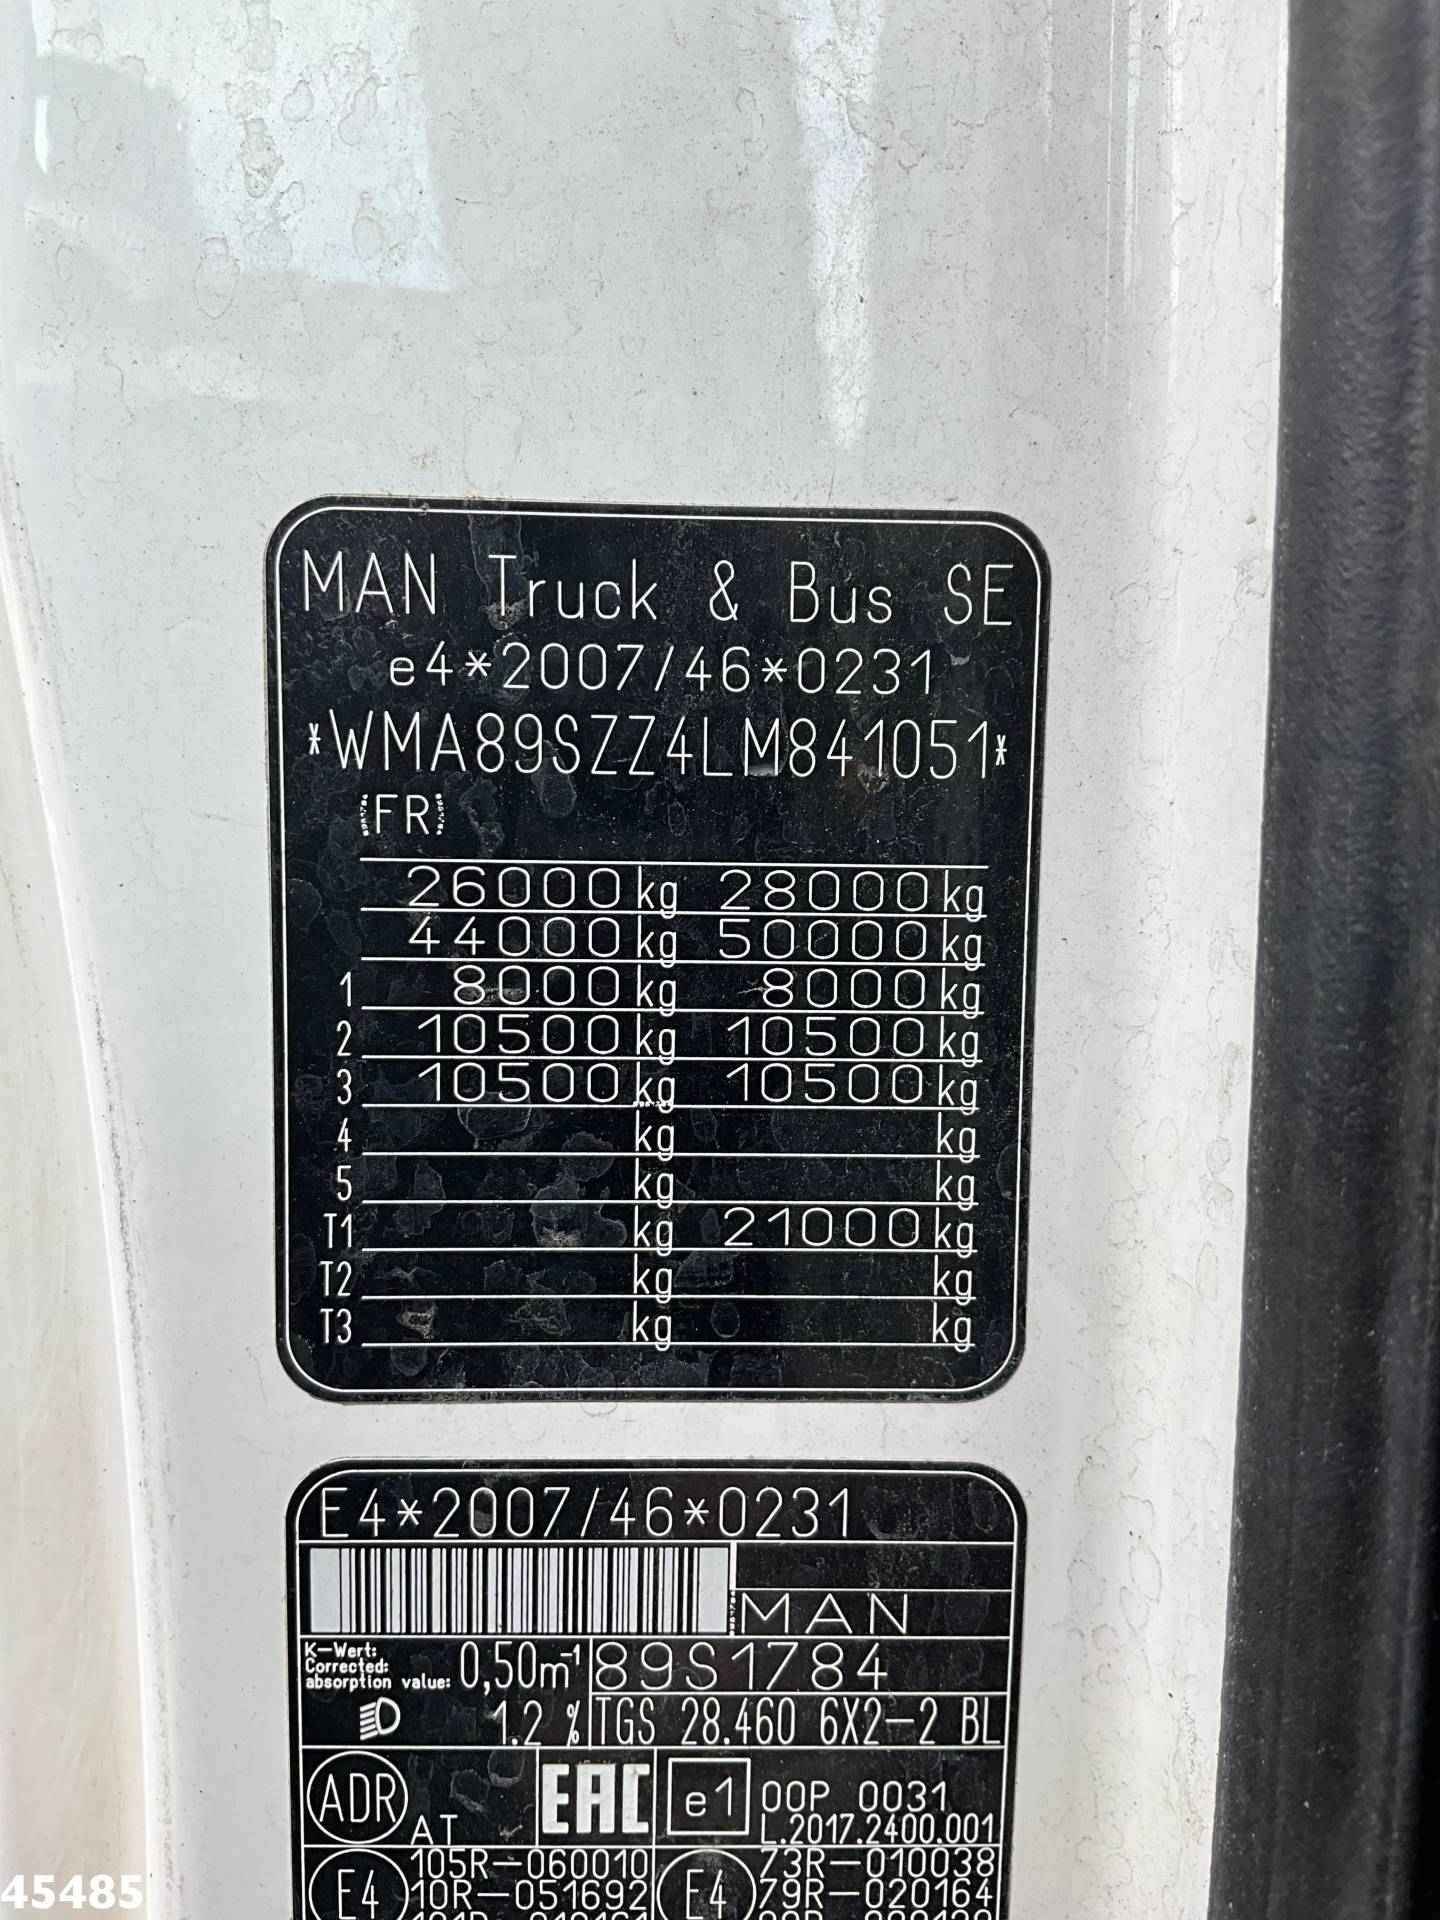 MAN Truck & Bus SE
e4*2007/46*0231
*WMA89SZZ4LM841051*
FR
26000 kg 28000 kg
44000 kg 50000 kg
1 8000 kg 8000 kg
2 10500 kg 10500 kg
3 10500 kg 10500 kg
4 kg kg
5 kg kg
T1 kg 21000 kg
T2 kg kg
T3 kg kg
E4*2007/46*0231
MAN
K-Wert:
Corrected:
absorption value: 0,50m⁻¹ 89S1784
1.2 % TGS 28.460 6X2-2 BL
ADR AT EAC e1 00P 0031
L.2017.2400.001
E4 105R-060010 E4 73R-010038
10R-051692 79R-020164
45485